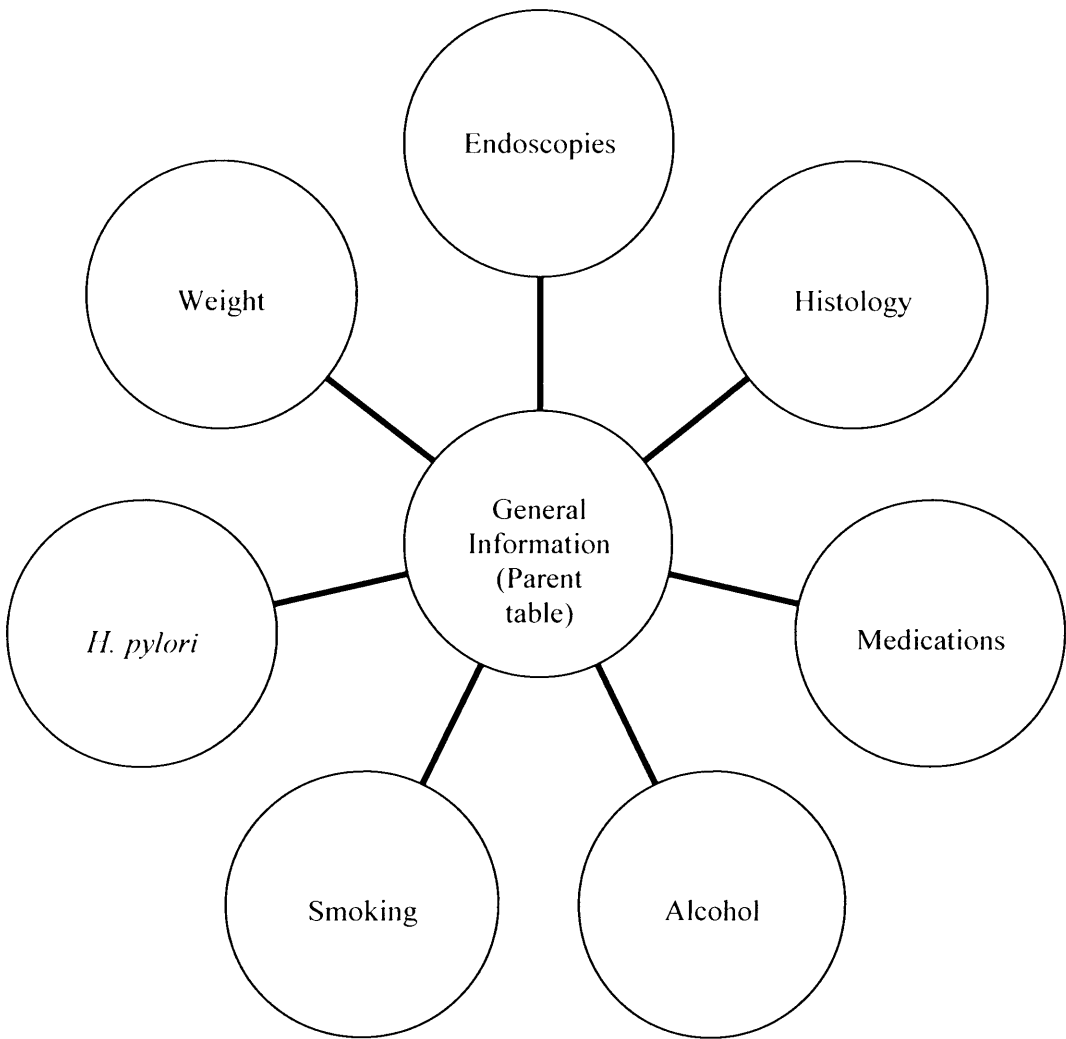 Endoscopies
Weight
Histology
General
Information
(Parent
table)
H. pylori
Medications
Smoking
Alcohol